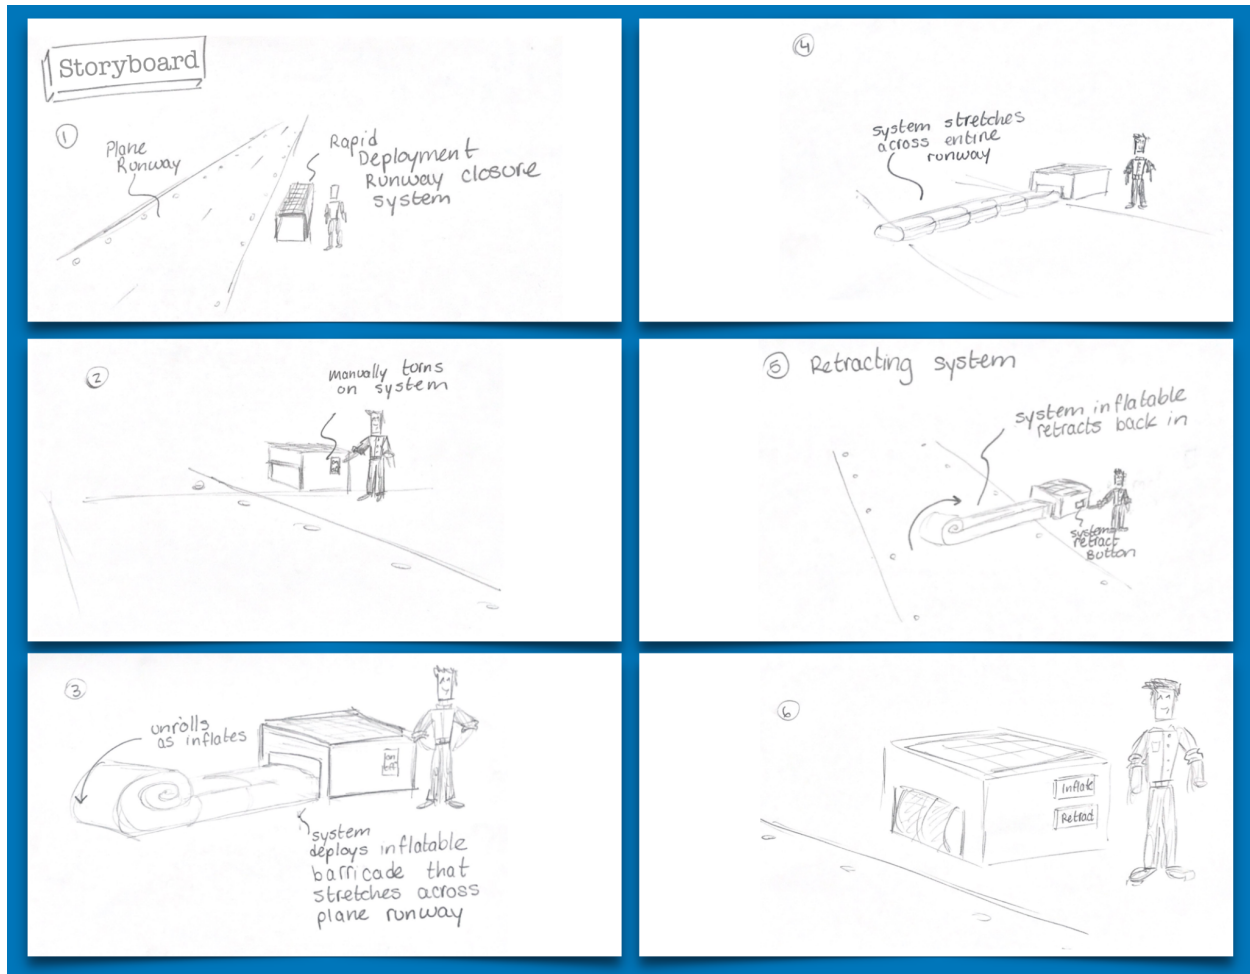 Storyboard
1
Plane
Runway
Rapid
Deployment
Runway closure
system
2
manually turns
on system
3
unrolls
as inflates
on
off
system
deploys inflatable
barricade that
stretches across
plane runway
4
system stretches
across entire
runway
5 Retracting system
system inflatable
retracts back in
system
retract
Button
6
Inflate
Retract